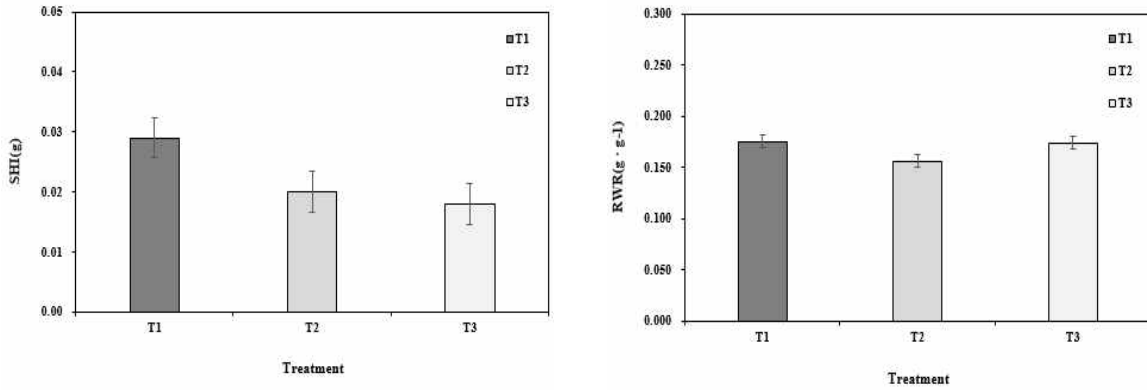 0.05
0.04
0.03
0.02
0.01
0.00
SHI(g)
T1
T2
T3
T1
T2
T3
Treatment
0.300
0.250
0.200
0.150
0.100
0.050
0.000
RWR(g · g-1)
T1
T2
T3
T1
T2
T3
Treatment